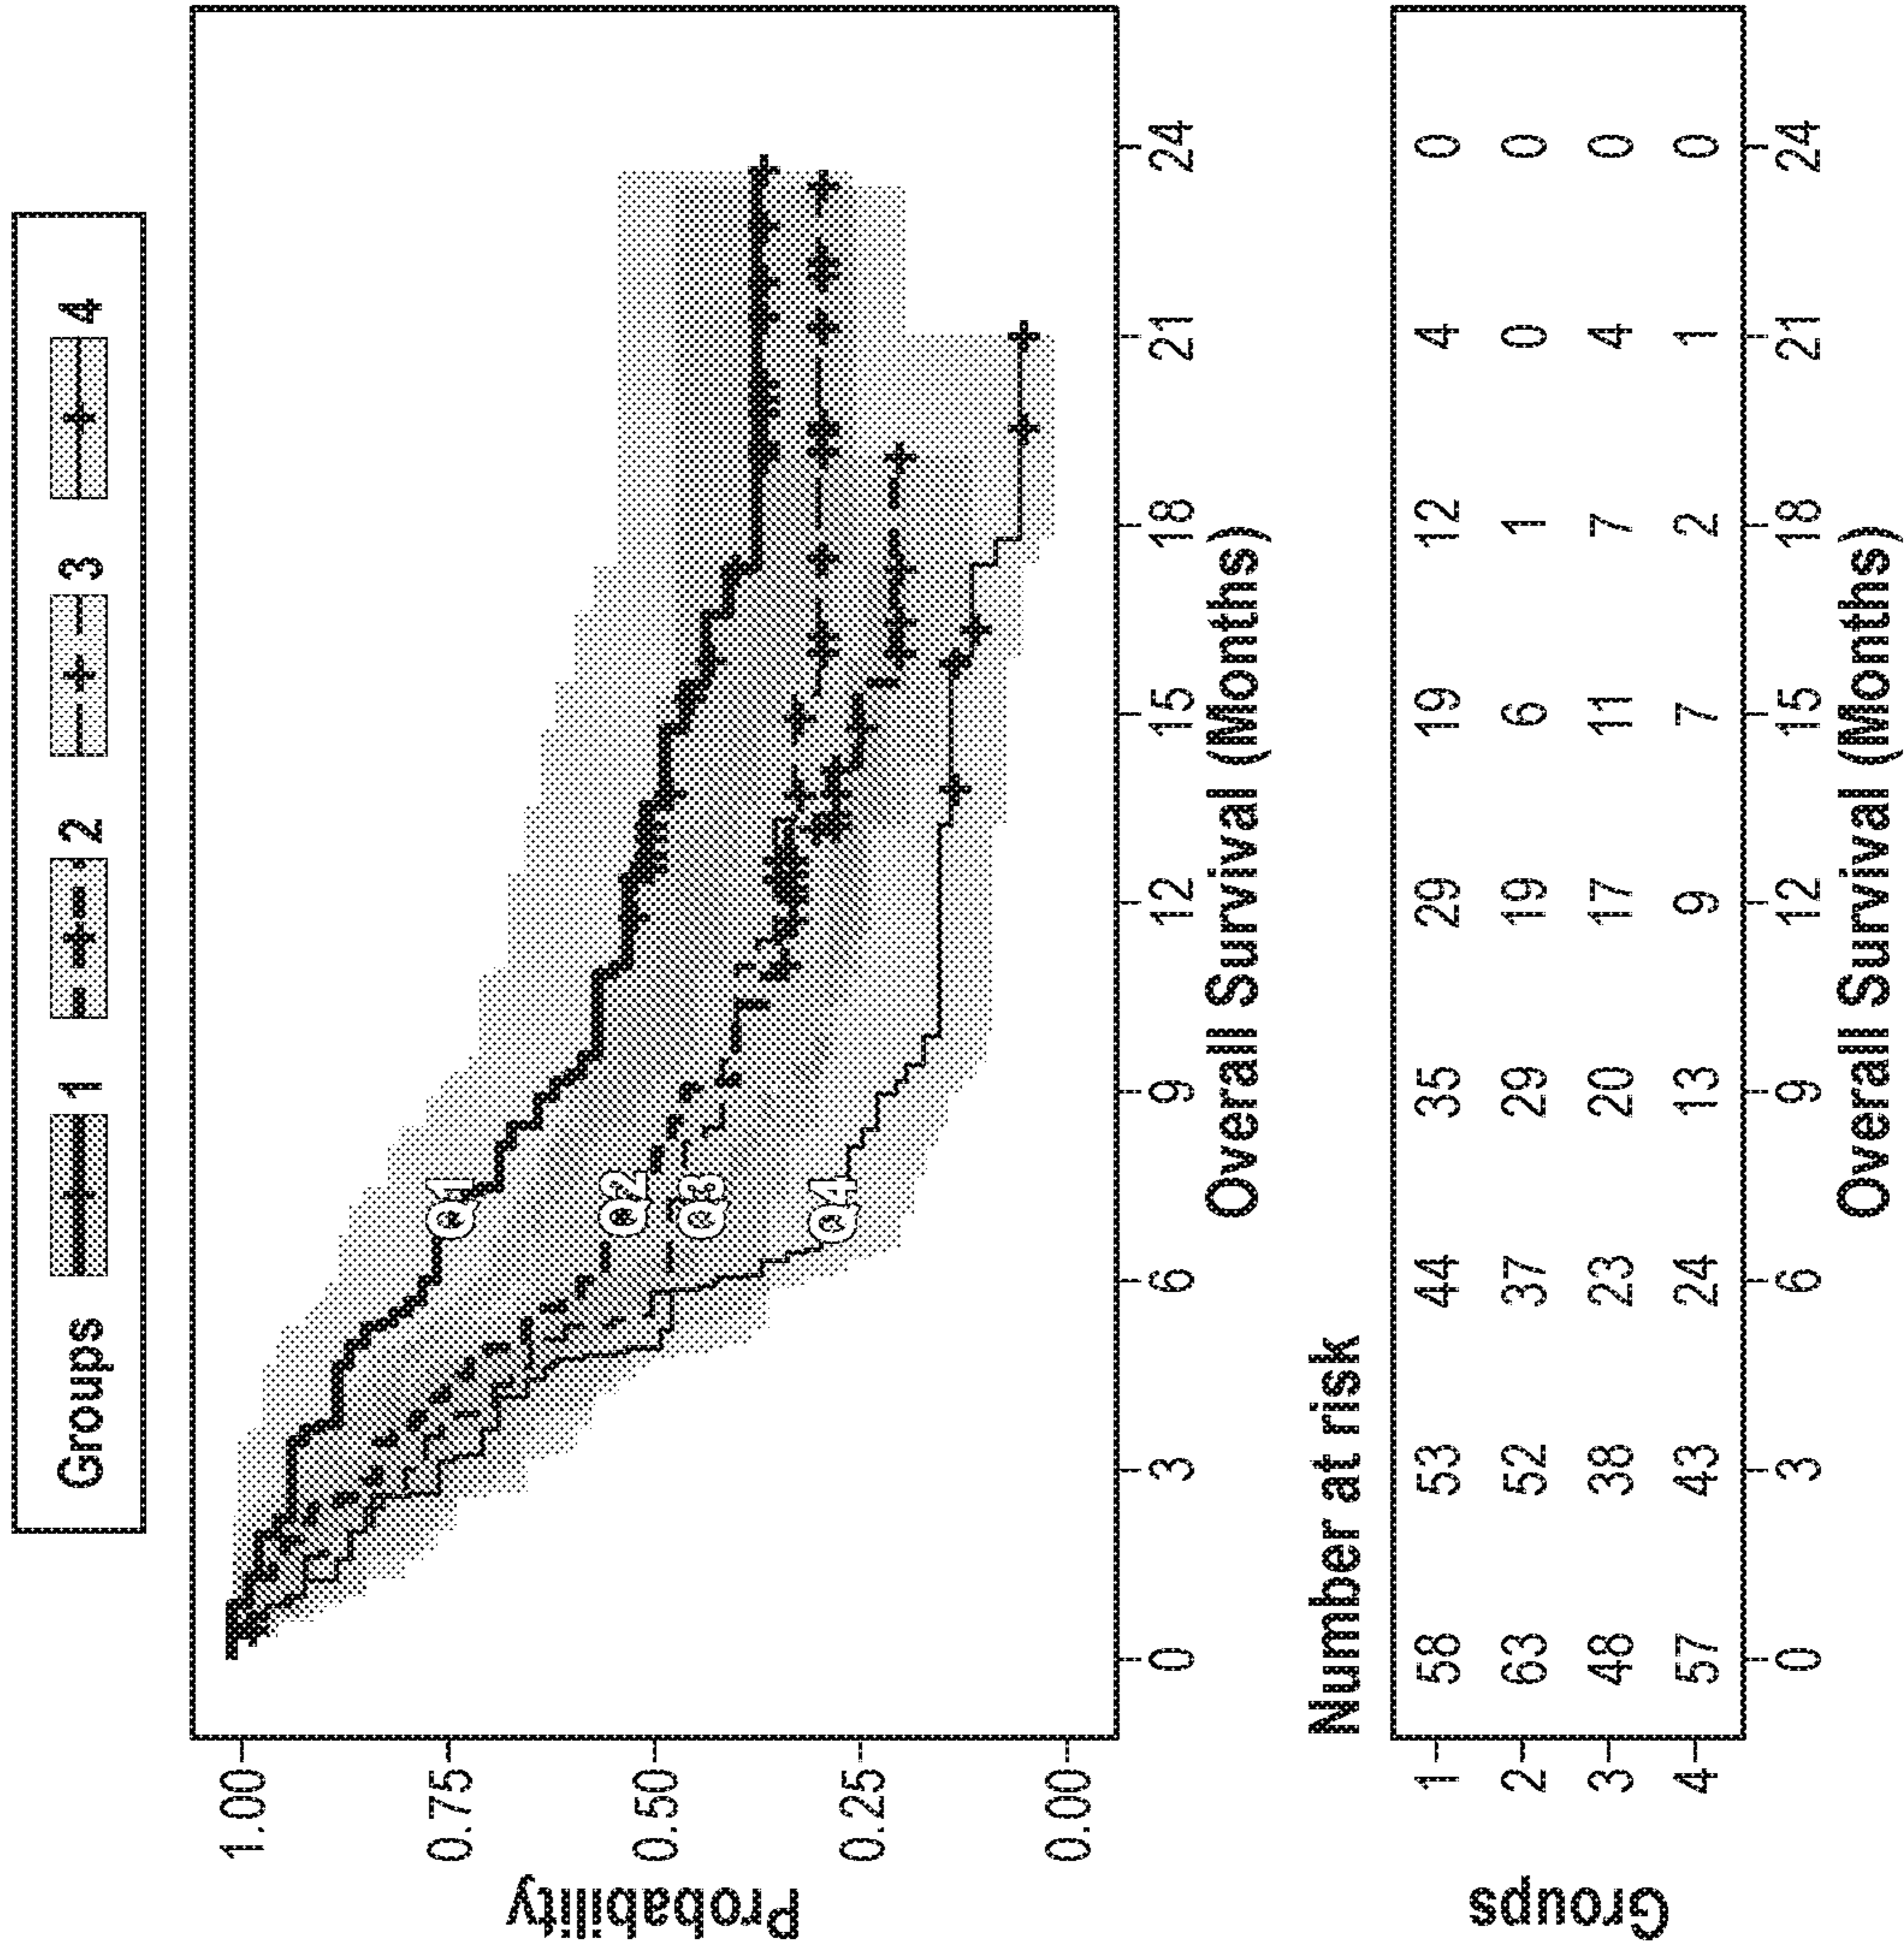 Groups 1 2 3 4
Probability
1.00
0.75
0.50
0.25
0.00
Q1
Q2
Q3
Q4
0 3 6 9 12 15 18 21 24
Overall Survival (Months)
Number at risk
Groups
1 58 53 44 35 29 19 12 4 0
2 63 52 37 29 19 6 1 0 0
3 48 38 23 20 17 11 7 4 0
4 57 43 24 13 9 7 2 1 0
0 3 6 9 12 15 18 21 24
Overall Survival (Months)